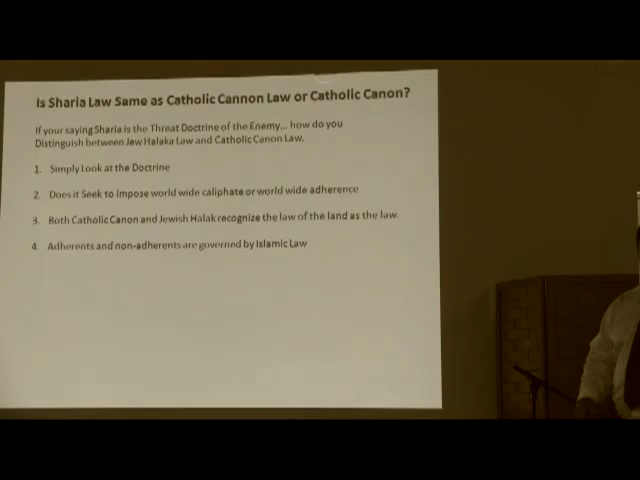 Is Sharia Law Same as Catholic Cannon Law or Catholic Canon?
If your saying Sharia is the Threat Doctrine of the Enemy... how do you
Distinguish between Jew Halaka Law and Catholic Canon Law.
1. Simply Look at the Doctrine
2. Does it Seek to impose world wide caliphate or world wide adherence
3. Both Catholic Canon and Jewish Halak recognize the law of the land as the law.
4. Adherents and non-adherents are governed by Islamic Law